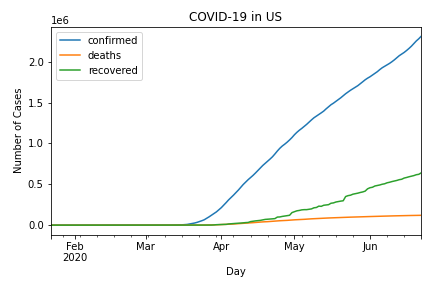 COVID-19 in US
1e6
confirmed
deaths
recovered
Number of Cases
2.0
1.5
1.0
0.5
0.0
Feb Mar Apr May Jun
2020
Day